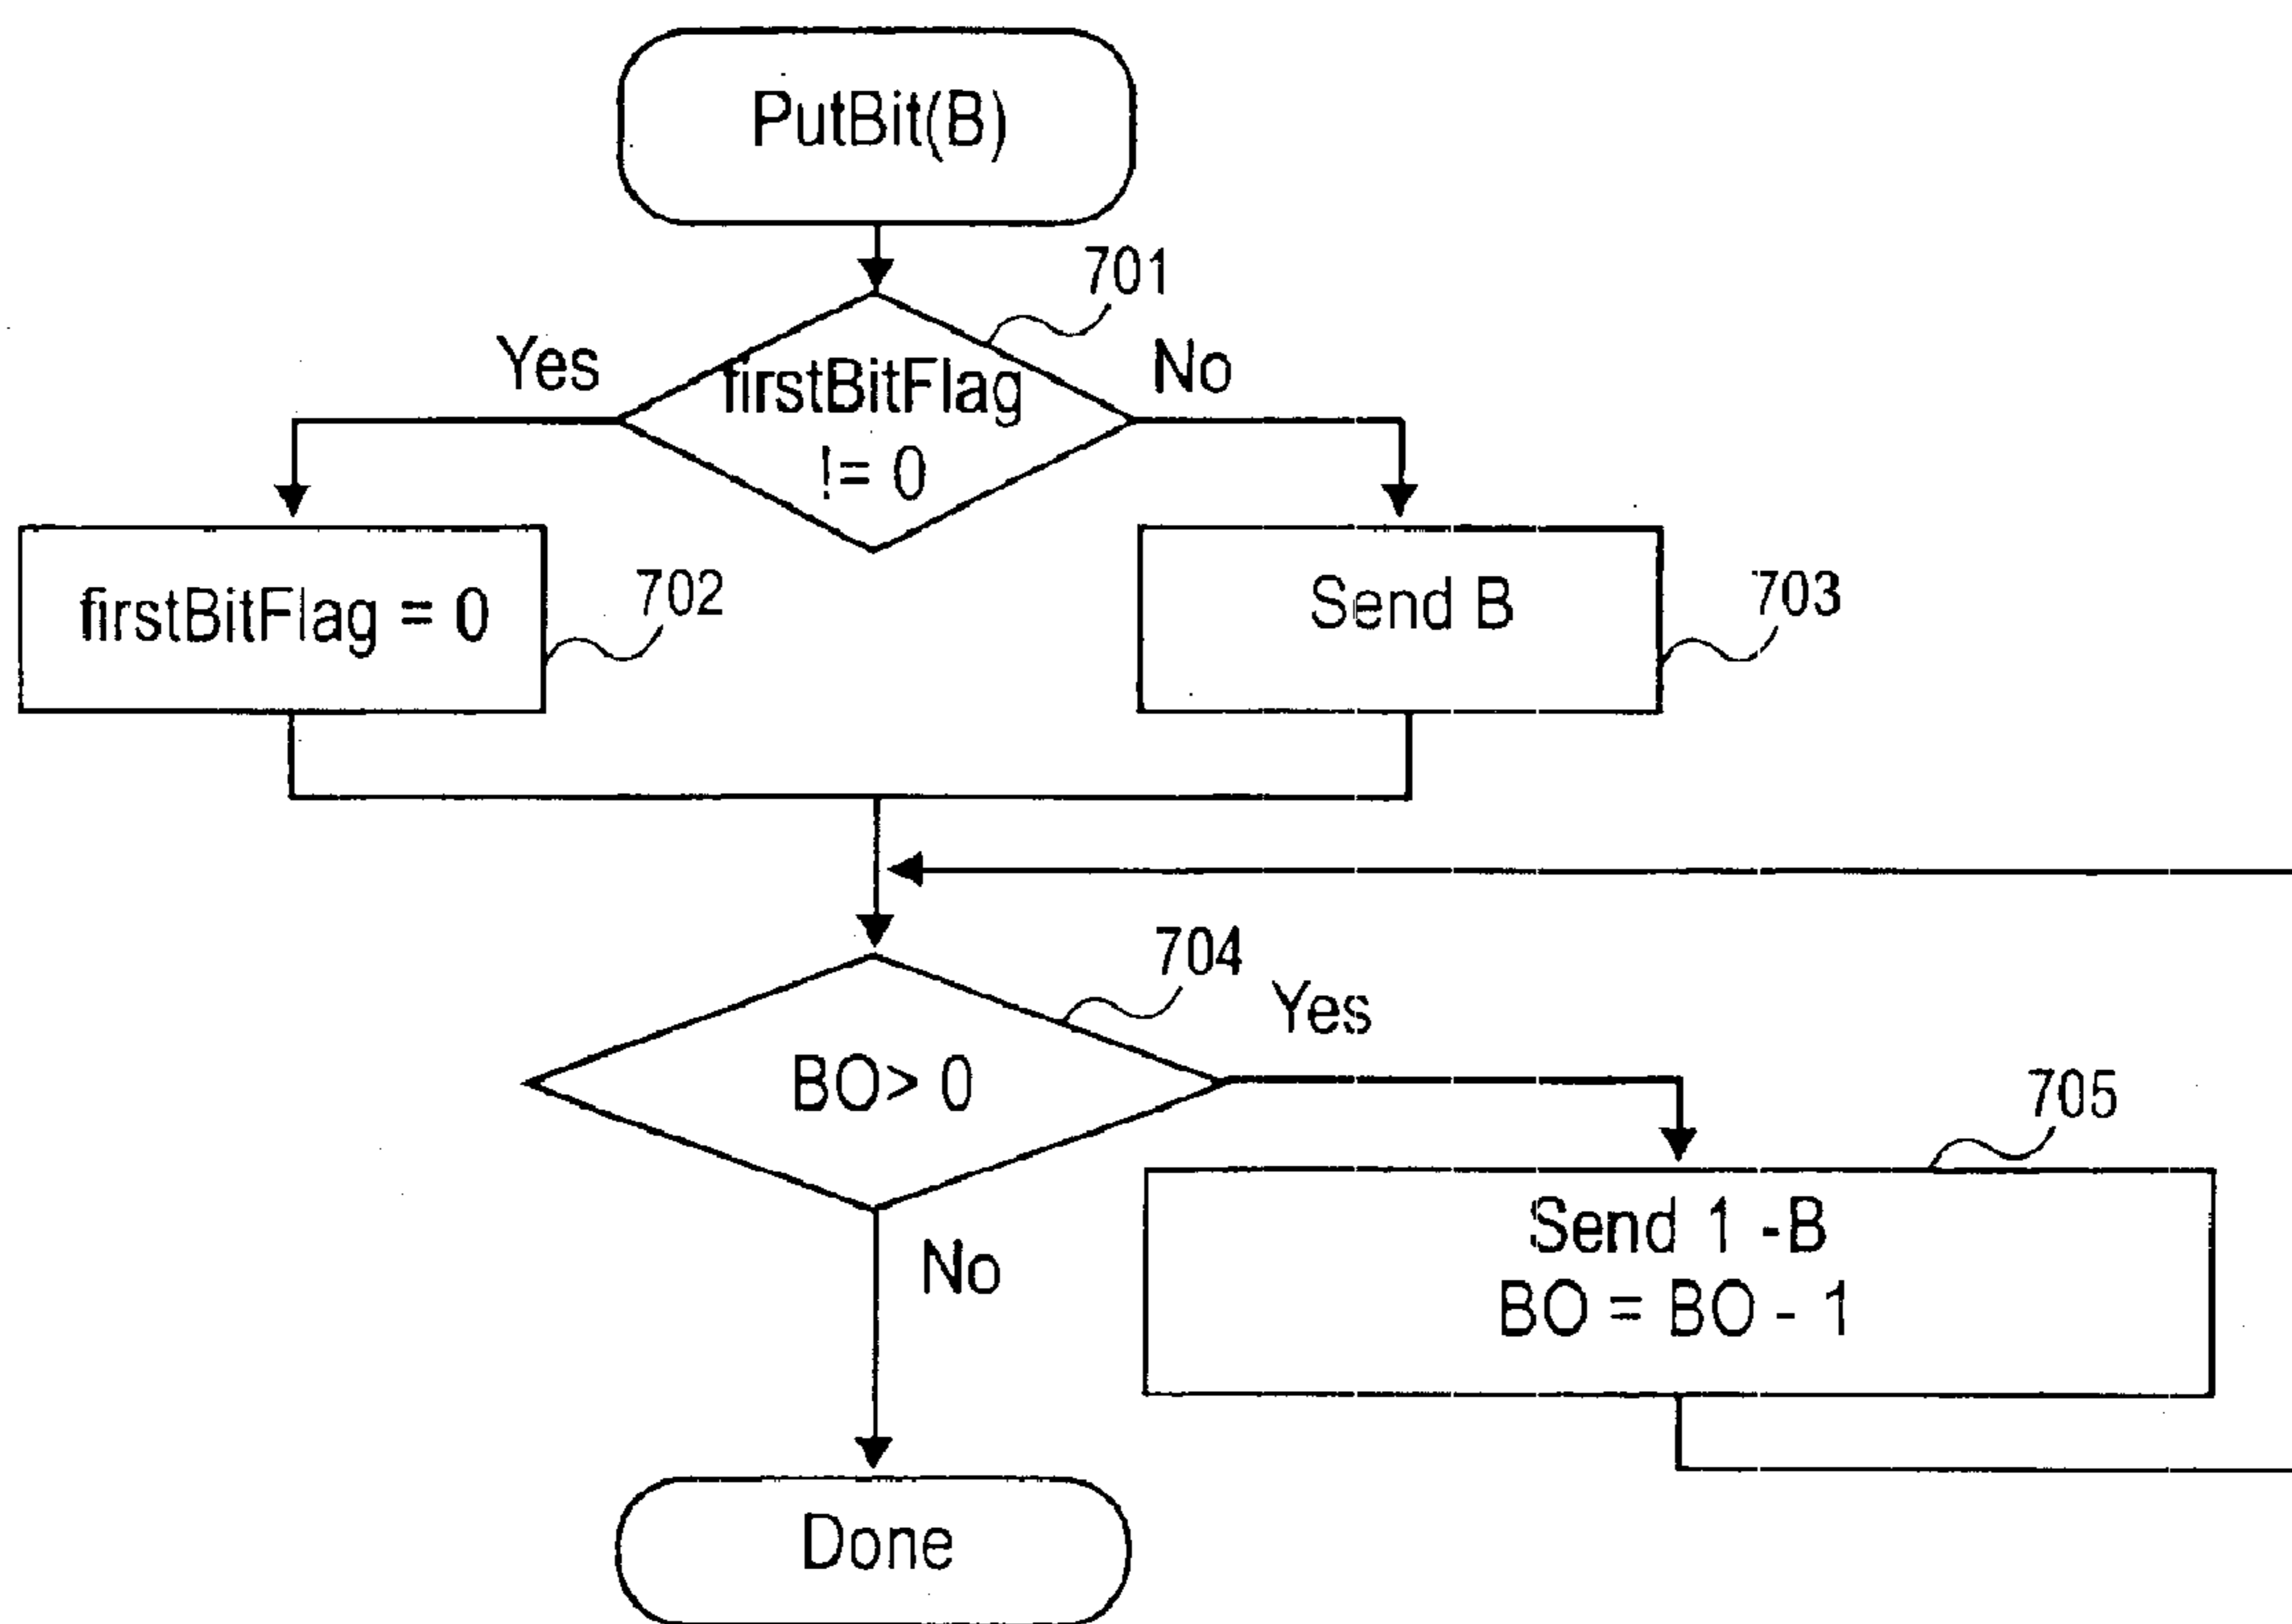 PutBit(B)
701
Yes
No
firstBitFlag
!= 0
firstBitFlag = 0
702
Send B
703
704
Yes
BO> 0
705
Send 1 -B
BO = BO - 1
No
Done